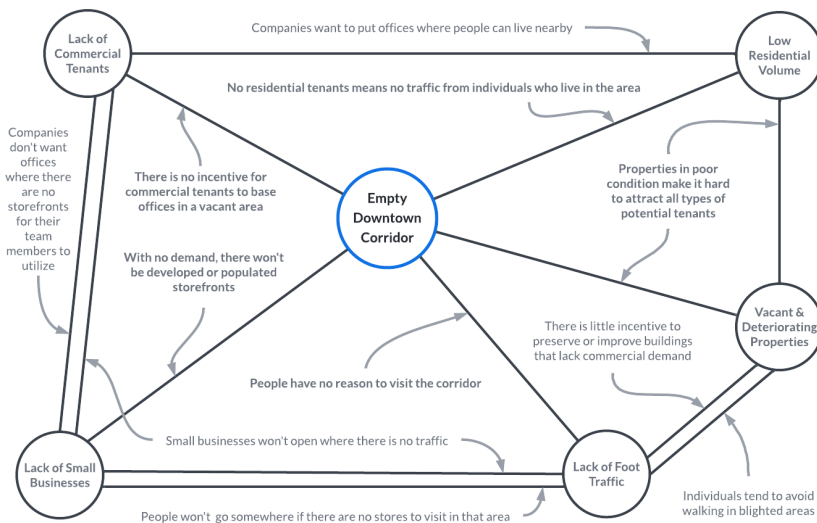 Companies want to put offices where people can live nearby
Lack of
Commercial
Tenants
Low
Residential
Volume
No residential tenants means no traffic from individuals who live in the area
Companies
don't want
offices
where there
are no
storefronts
for their
team
members to
utilize
There is no incentive for
commercial tenants to base
offices in a vacant area
Empty
Downtown
Corridor
Properties in poor
condition make it hard
to attract all types of
potential tenants
With no demand, there won't
be developed or populated
storefronts
There is little incentive to
preserve or improve buildings
that lack commercial demand
Vacant &
Deteriorating
Properties
People have no reason to visit the corridor
Small businesses won't open where there is no traffic
Lack of Small
Businesses
Lack of Foot
Traffic
Individuals tend to avoid
walking in blighted areas
People won't go somewhere if there are no stores to visit in that area